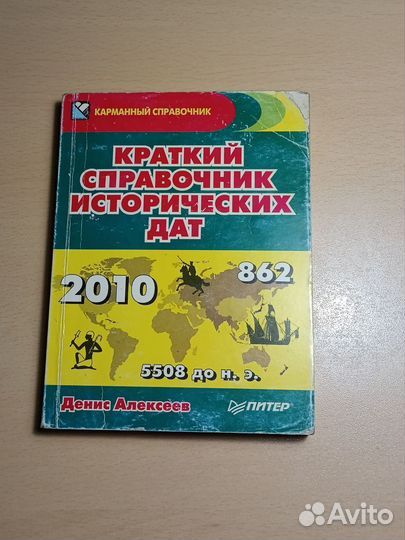 КАРМАННЫЙ СПРАВОЧНИК
КРАТКИЙ
СПРАВОЧНИК
ИСТОРИЧЕСКИХ
ДАТ
862
2010
5508 до н. э.
Денис Алексеев
ПИТЕР
Avito